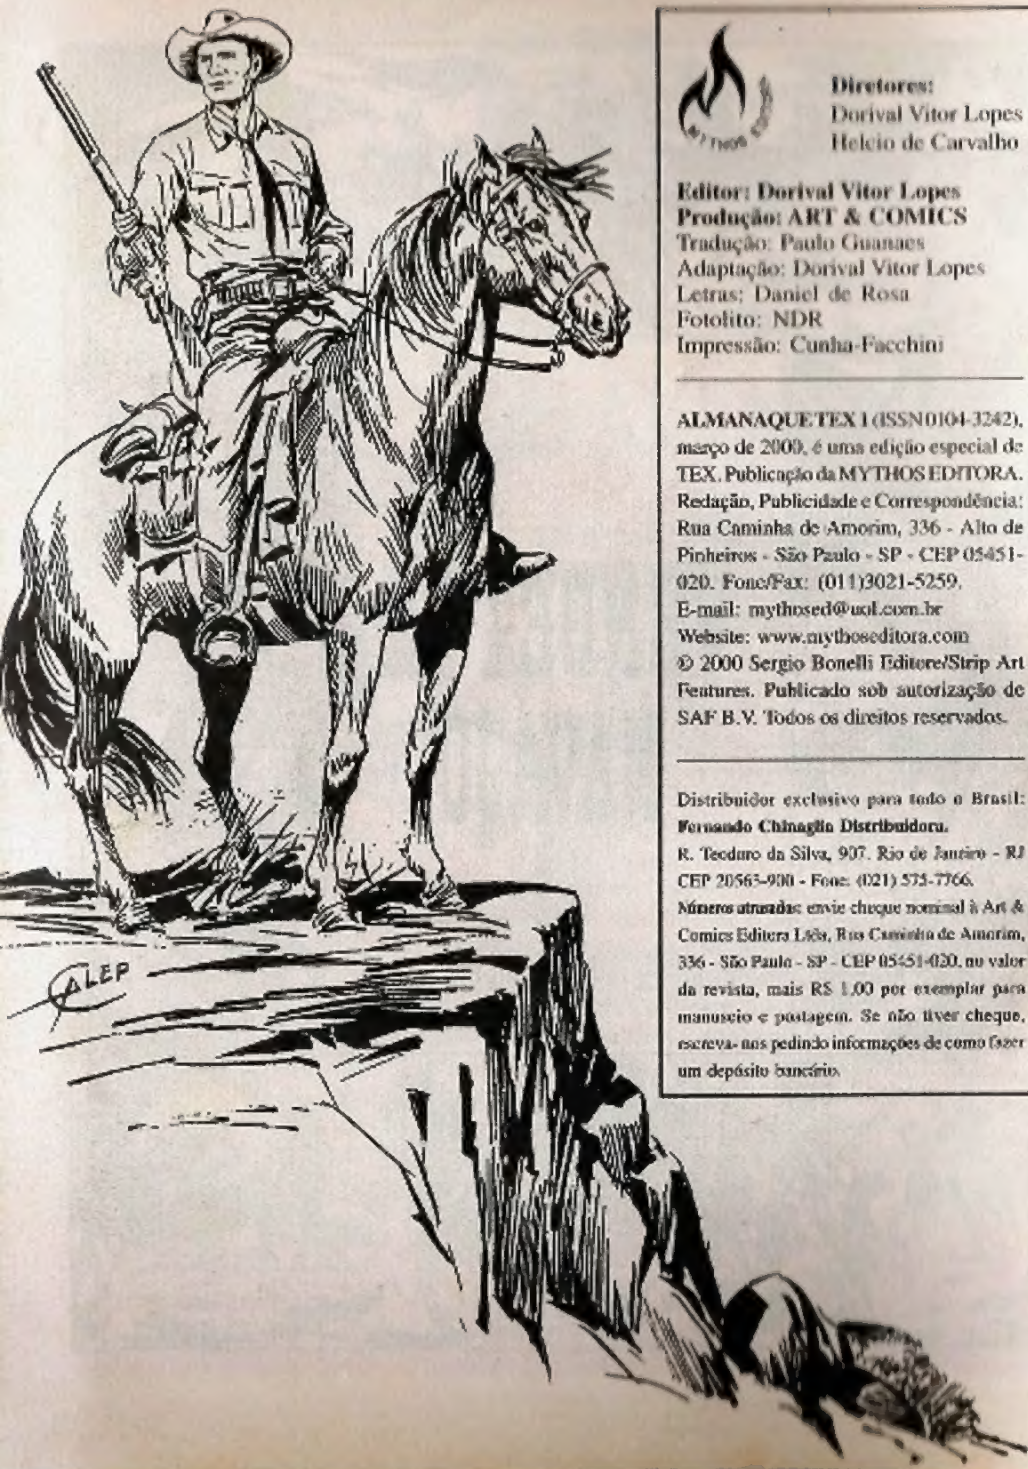 MYTHOS EDITORA
Diretores:
Dorival Vitor Lopes
Helcio de Carvalho
Editor: Dorival Vitor Lopes
Produção: ART & COMICS
Tradução: Paulo Guanaes
Adaptação: Dorival Vitor Lopes
Letras: Daniel de Rosa
Fotolito: NDR
Impressão: Cunha-Facchini
ALMANAQUE TEX 1 (ISSN 0104-3242),
março de 2000, é uma edição especial de
TEX. Publicação da MYTHOS EDITORA.
Redação, Publicidade e Correspondência:
Rua Caminha de Amorim, 336 - Alto de
Pinheiros - São Paulo - SP - CEP 05451-
020. Fone/Fax: (011)3021-5259.
E-mail: mythosed@uol.com.br
Website: www.mythoseditora.com
© 2000 Sergio Bonelli Editore/Strip Art
Features. Publicado sob autorização de
SAF B.V. Todos os direitos reservados.
Distribuidor exclusivo para todo o Brasil:
Fernando Chinaglia Distribuidora.
R. Teodoro da Silva, 907. Rio de Janeiro - RJ
CEP 20563-900 - Fone: (021) 575-7766.
Números atrasados: envie cheque nominal à Art &
Comics Editora Ltda, Rua Caminha de Amorim,
336 - São Paulo - SP - CEP 05451-020, no valor
da revista, mais R$ 1,00 por exemplar para
manuseio e postagem. Se não tiver cheque,
escreva-nos pedindo informações de como fazer
um depósito bancário.
GALEP